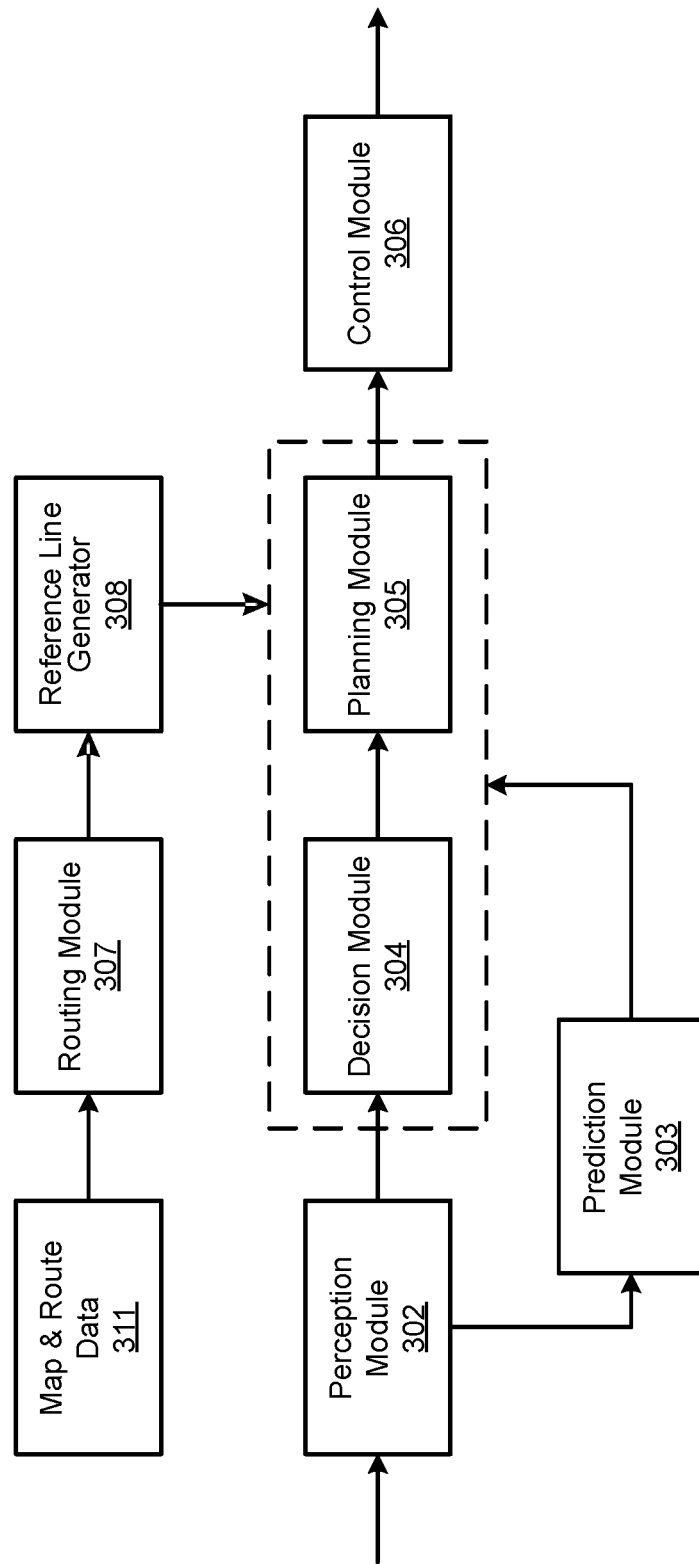 Map & Route
Data
311
Routing Module
307
Reference Line
Generator
308
Perception
Module
302
Decision Module
304
Planning Module
305
Control Module
306
Prediction
Module
303